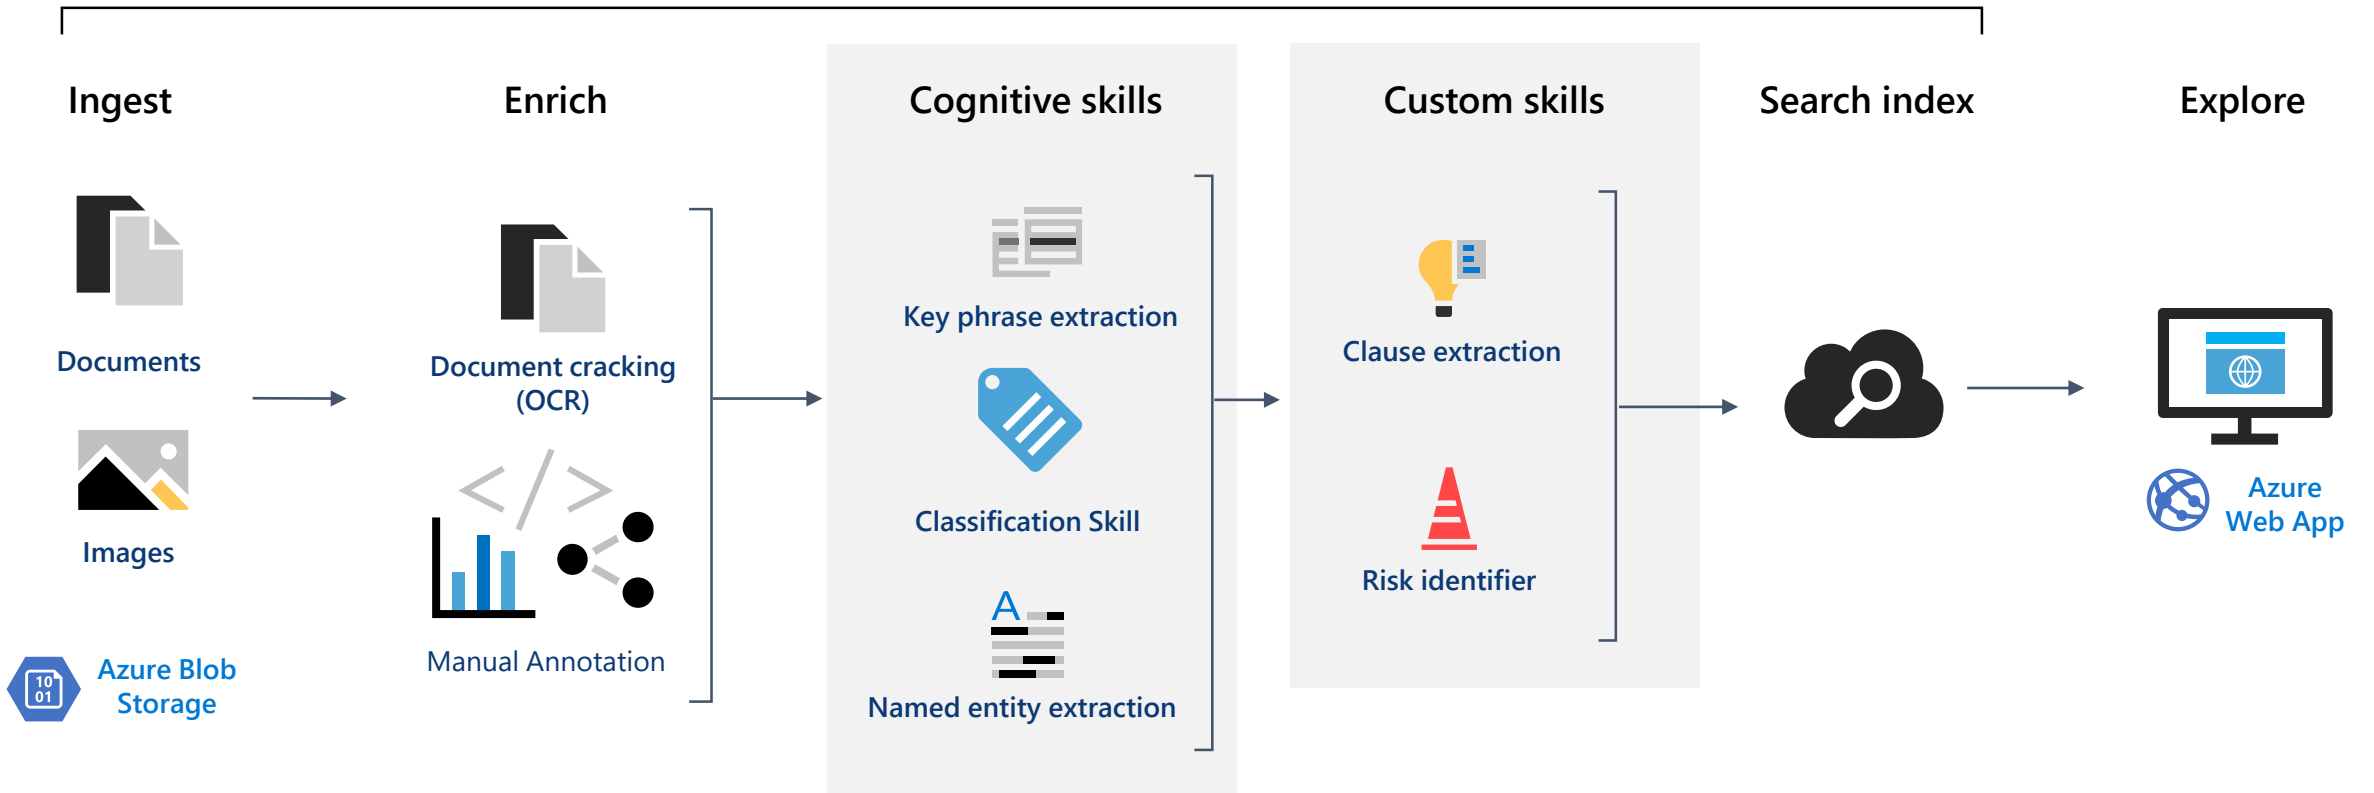 Ingest
Enrich
Cognitive skills
Custom skills
Search index
Explore
Documents
Images
Azure Blob
Storage
10
01
Document cracking
(OCR)
</>
Manual Annotation
Key phrase extraction
Classification Skill
A
Named entity extraction
Clause extraction
Risk identifier
Azure
Web App